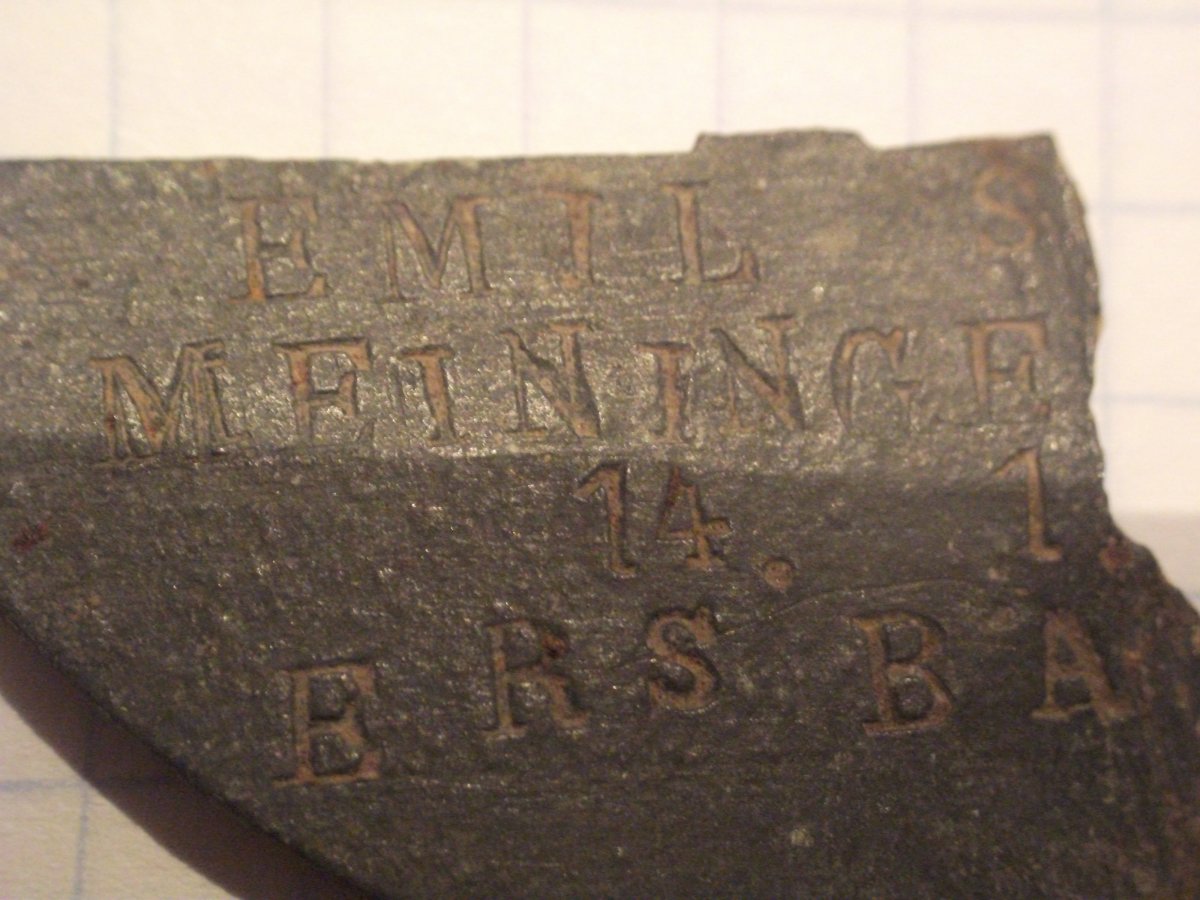 EMIL S
MEININGE
14. 1.
ERS BA